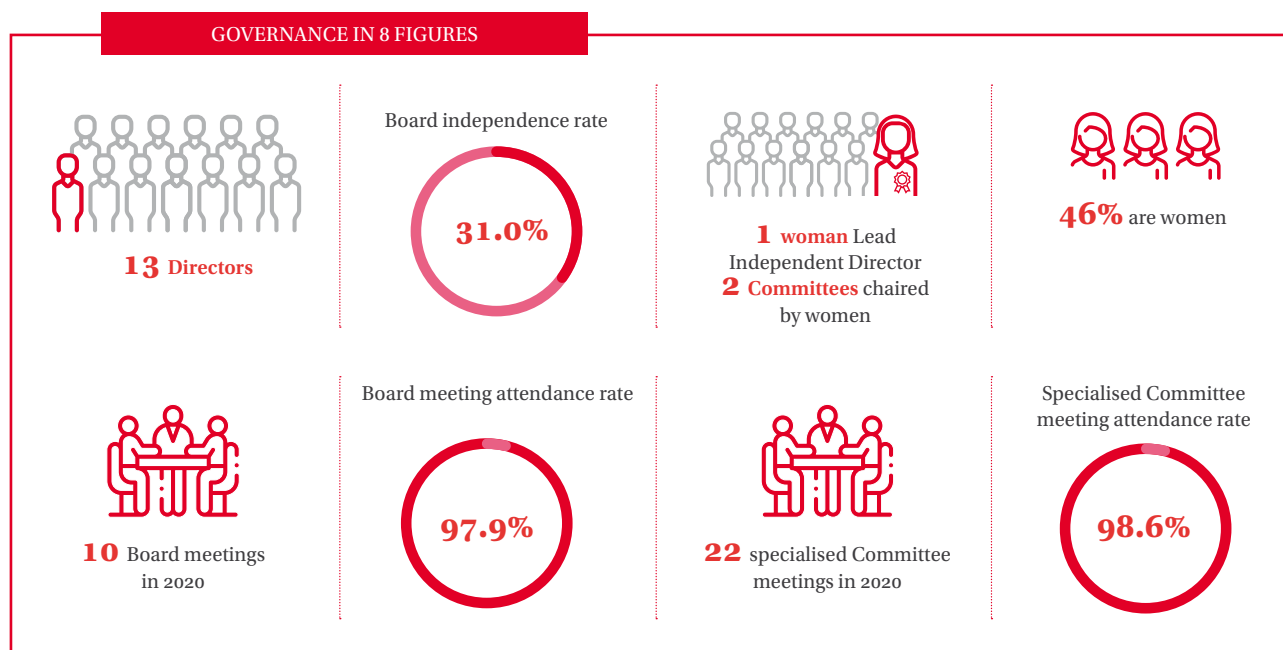 GOVERNANCE IN 8 FIGURES
13 Directors
Board independence rate
31.0%
1 woman Lead
Independent Director
2 Committees chaired
by women
46% are women
10 Board meetings
in 2020
Board meeting attendance rate
97.9%
22 specialised Committee
meetings in 2020
Specialised Committee
meeting attendance rate
98.6%